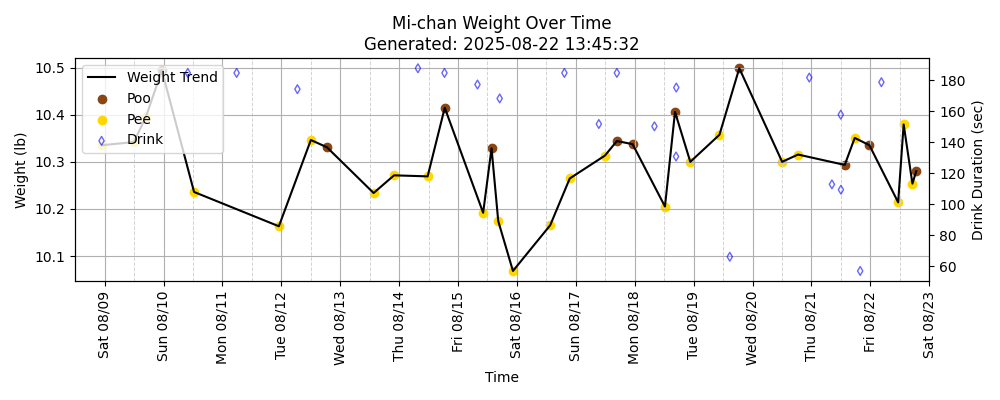 Mi-chan Weight Over Time
Generated: 2025-08-22 13:45:32
Weight Trend
Poo
Pee
Drink
10.5
10.4
10.3
10.2
10.1
Weight (lb)
180
160
140
120
100
80
60
Drink Duration (sec)
Sat 08/09
Sun 08/10
Mon 08/11
Tue 08/12
Wed 08/13
Thu 08/14
Fri 08/15
Sat 08/16
Sun 08/17
Mon 08/18
Tue 08/19
Wed 08/20
Thu 08/21
Fri 08/22
Sat 08/23
Time